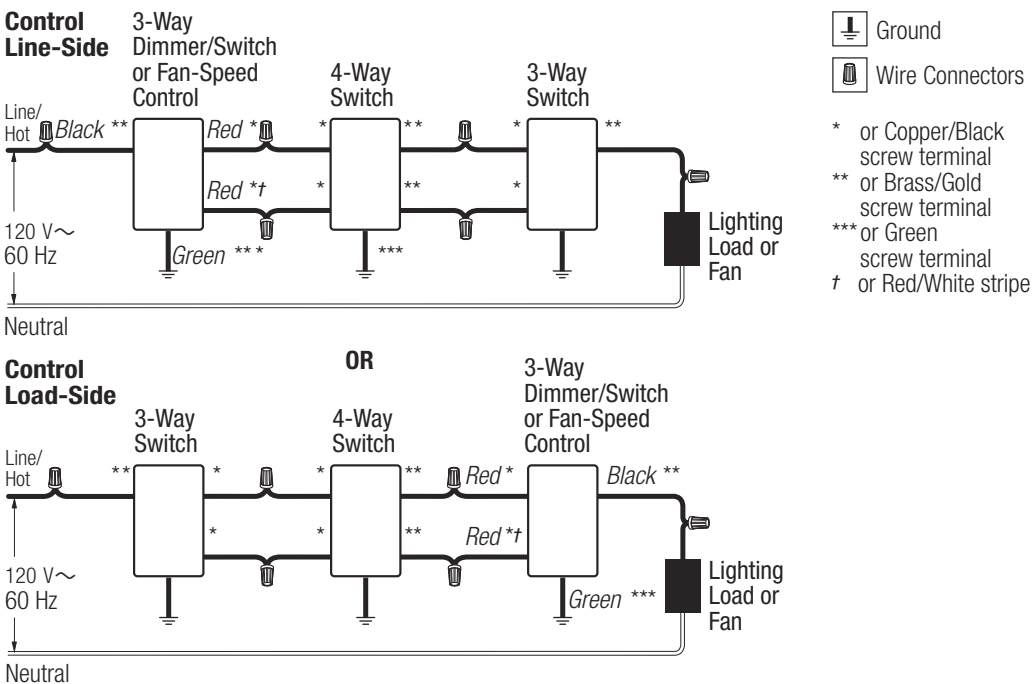 Control
Line-Side
3-Way
Dimmer/Switch
or Fan-Speed
Control
4-Way
Switch
3-Way
Switch
Line/
Hot
Black **
Red *
*
**
*
**
Red *†
*
**
*
120 V~
60 Hz
Green ** *
***
Lighting
Load or
Fan
Neutral
Ground
Wire Connectors
* or Copper/Black
screw terminal
** or Brass/Gold
screw terminal
*** or Green
screw terminal
† or Red/White stripe
OR
Control
Load-Side
3-Way
Switch
4-Way
Switch
3-Way
Dimmer/Switch
or Fan-Speed
Control
Line/
Hot
**
*
*
**
Red *
Black **
*
*
**
Red *†
120 V~
60 Hz
Green ***
Lighting
Load or
Fan
Neutral